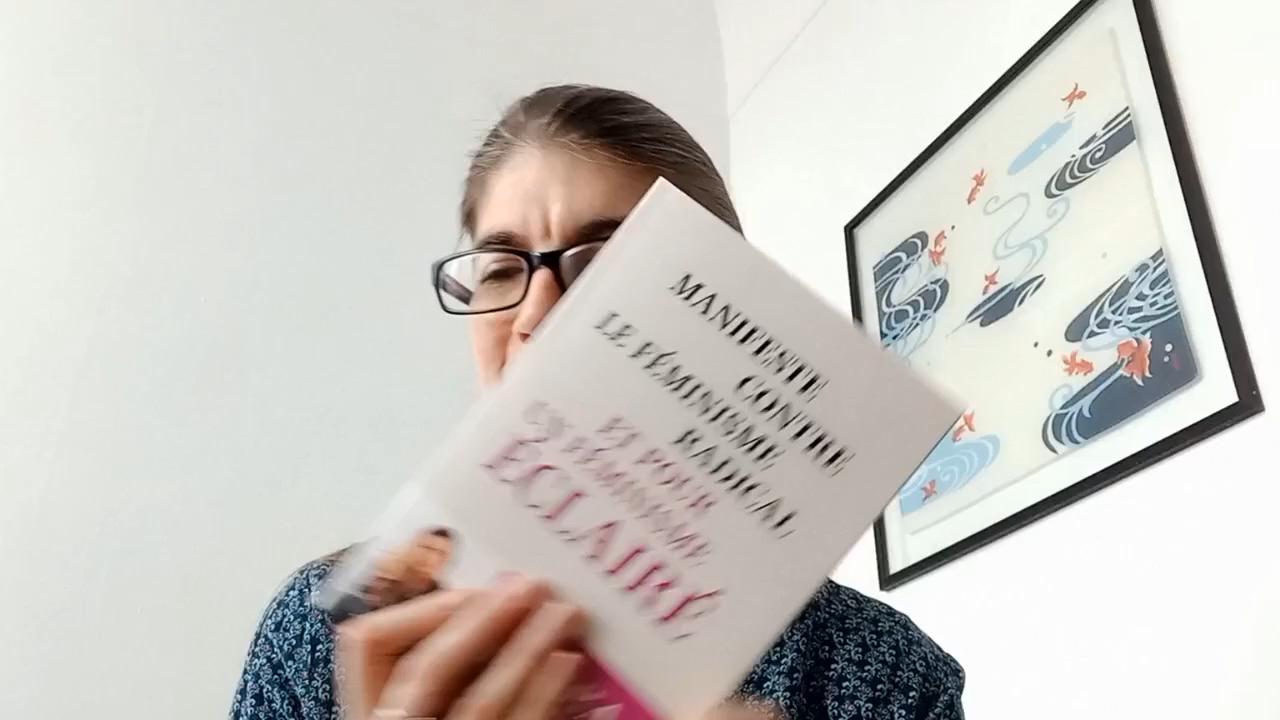 MANIFESTE
CONTRE
LE FÉMINISME
RADICAL
ET POUR
UN FÉMINISME
ÉCLAIRÉ